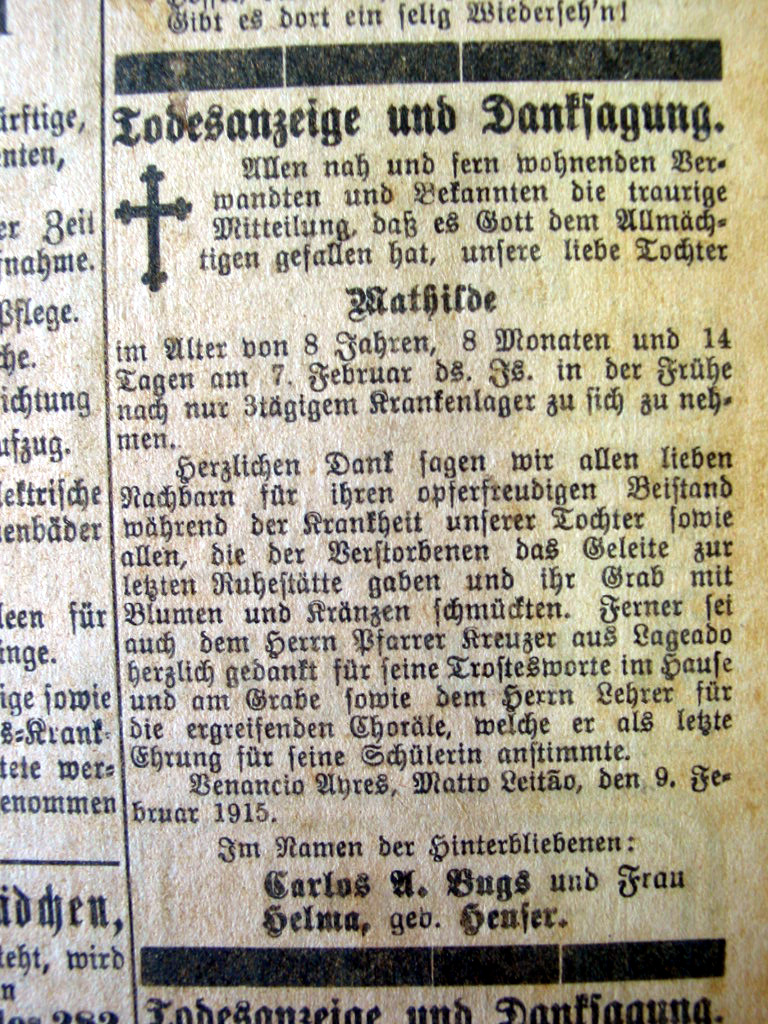 Gibt es dort ein selig Wiederseh'n!
Todesanzeige und Danksagung.
Allen nah und fern wohnenden Ver-
wandten und Bekannten die traurige
Mitteilung, daß es Gott dem Allmäch-
tigen gefallen hat, unsere liebe Tochter
Mathilde
im Alter von 8 Jahren, 8 Monaten und 14
Tagen am 7. Februar ds. Js. in der Frühe
nach nur 3tägigem Krankenlager zu sich zu neh-
men.
Herzlichen Dank sagen wir allen lieben
Nachbarn für ihren opferfreudigen Beistand
während der Krankheit unserer Tochter sowie
allen, die der Verstorbenen das Geleite zur
letzten Ruhestätte gaben und ihr Grab mit
Blumen und Kränzen schmückten. Ferner sei
auch dem Herrn Pfarrer Kreuzer aus Lageado
herzlich gedankt für seine Trostesworte im Hause
und am Grabe sowie dem Herrn Lehrer für
die ergreifenden Choräle, welche er als letzte
Ehrung für seine Schülerin anstimmte.
Venancio Ayres, Matto Leitão, den 9. Fe-
bruar 1915.
Im Namen der Hinterbliebenen:
Carlos A. Bugs und Frau
Helma, geb. Henser.
Todesanzeige und Danksagung.
ürftige,
nten,
er Zeit
fnahme.
Pflege.
che.
ichtung
ufzug.
lektrische
enbäder
leen für
inge.
ige sowie
s-Krank-
tete wer-
enommen
ädchen,
teht, wird
n
los 282